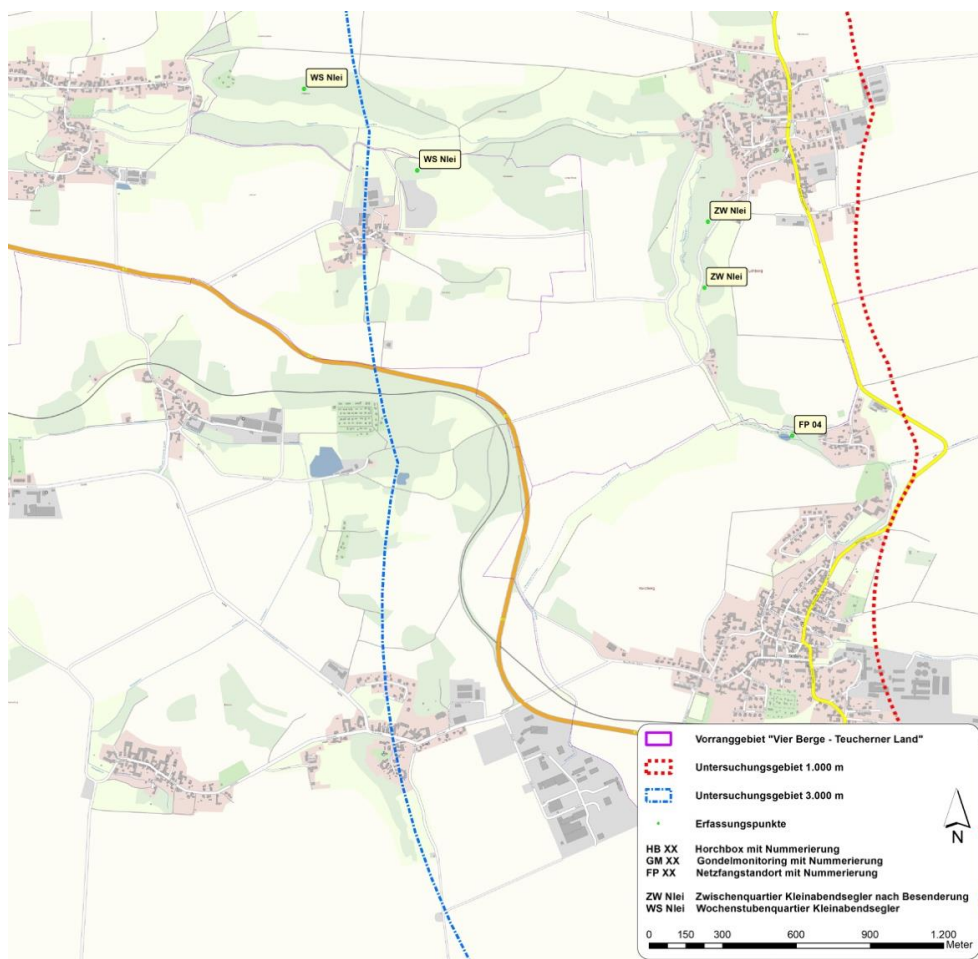 WS Nlei
WS Nlei
ZW Nlei
ZW Nlei
FP 04
Vorranggebiet "Vier Berge - Teucherner Land"
Untersuchungsgebiet 1.000 m
Untersuchungsgebiet 3.000 m
Erfassungspunkte
HB XX Horchbox mit Nummerierung
GM XX Gondelmonitoring mit Nummerierung
FP XX Netzfangstandort mit Nummerierung
ZW Nlei Zwischenquartier Kleinabendsegler nach Besenderung
WS Nlei Wochenstubenquartier Kleinabendsegler
N
0 150 300 600 900 1.200
Meter